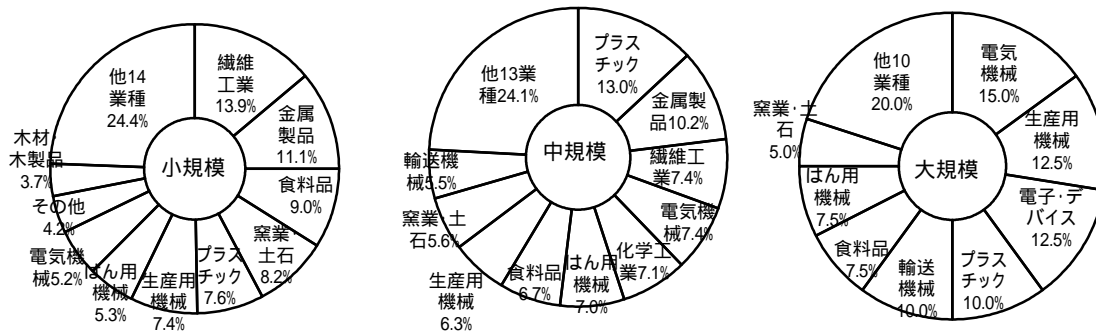 小規模
繊維
工業
13.9%
金属
製品
11.1%
食料品
9.0%
窯業･
土石
8.2%
プラス
チック
7.6%
生産用
機械
7.4%
はん用
機械
5.3%
電気機
械5.2%
その他
4.2%
木材･
木製品
3.7%
他14
業種
24.4%
中規模
プラス
チック
13.0%
金属製
品10.2%
繊維工
業7.4%
電気機
械7.4%
化学工
業7.1%
はん用
機械
7.0%
食料品
6.7%
生産用
機械
6.3%
窯業･土
石5.6%
輸送機
械5.5%
他13業
種24.1%
大規模
電気
機械
15.0%
生産用
機械
12.5%
電子･デ
バイス
12.5%
プラス
チック
10.0%
輸送
機械
10.0%
食料品
7.5%
はん用
機械
7.5%
窯業･土
石
5.0%
他10
業種
20.0%